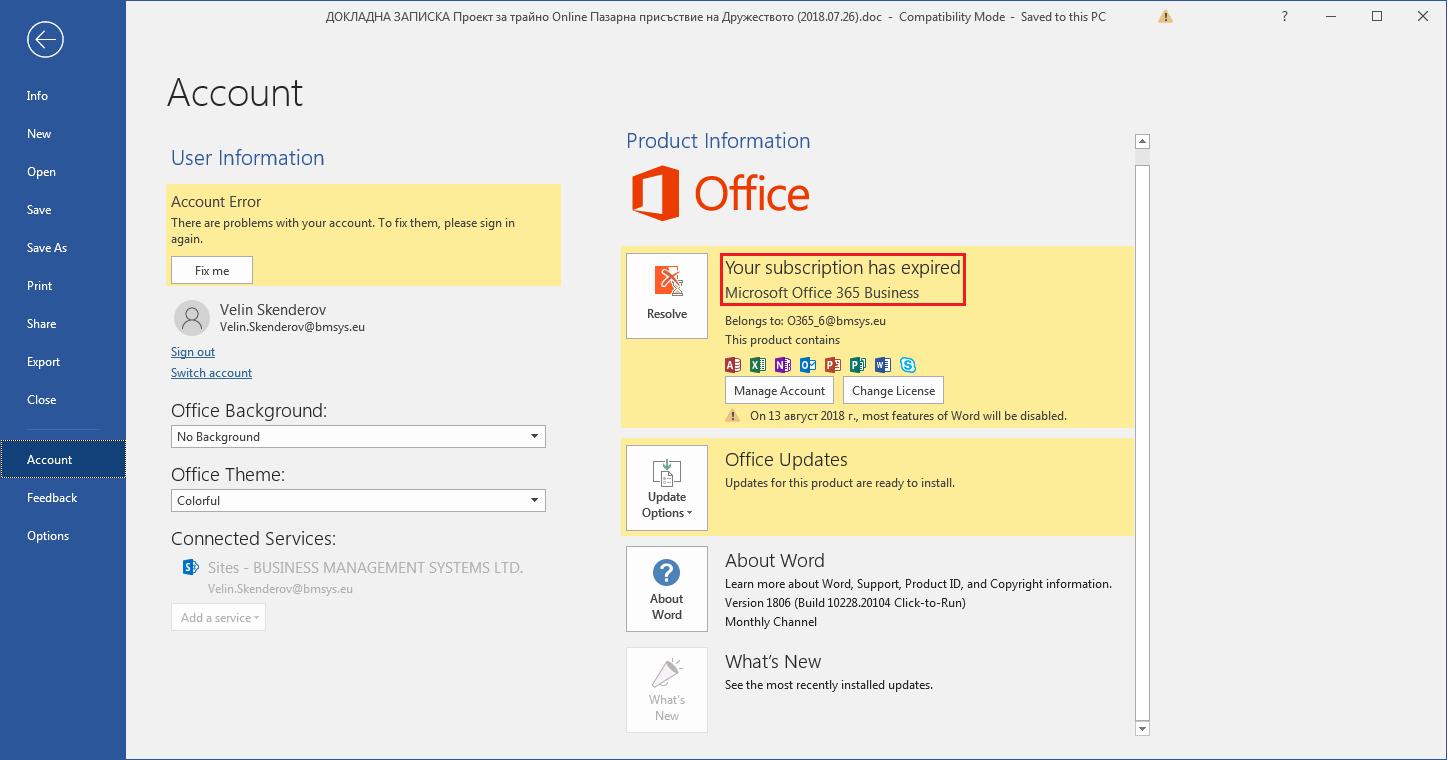 ДОКЛАДНА ЗАПИСКА Проект за трайно Online Пазарна присъствие на Дружеството (2018.07.26).doc - Compatibility Mode - Saved to this PC
?
Info
New
Open
Save
Save As
Print
Share
Export
Close
Account
Feedback
Options
Account
User Information
Account Error
There are problems with your account. To fix them, please sign in
again.
Fix me
Velin Skenderov
Velin.Skenderov@bmsys.eu
Sign out
Switch account
Office Background:
No Background
Office Theme:
Colorful
Connected Services:
Sites - BUSINESS MANAGEMENT SYSTEMS LTD.
Velin.Skenderov@bmsys.eu
Add a service
Product Information
Office
Resolve
Your subscription has expired
Microsoft Office 365 Business
Belongs to: O365_6@bmsys.eu
This product contains
Manage Account
Change License
On 13 август 2018 г., most features of Word will be disabled.
Update
Options
Office Updates
Updates for this product are ready to install.
About
Word
About Word
Learn more about Word, Support, Product ID, and Copyright information.
Version 1806 (Build 10228.20104 Click-to-Run)
Monthly Channel
What's
New
What's New
See the most recently installed updates.